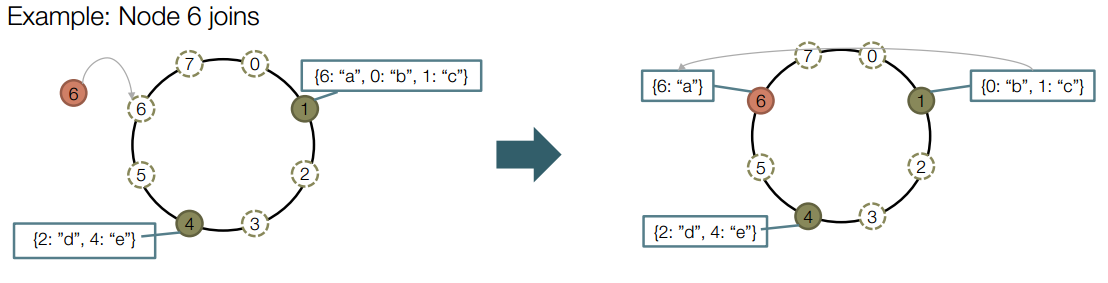 Example: Node 6 joins
7
0
{6: “a”, 0: “b”, 1: “c”}
6
6
1
5
2
4
3
{2: ”d”, 4: “e”}
7
0
{6: “a”}
6
1
{0: “b”, 1: “c”}
5
2
4
3
{2: ”d”, 4: “e”}